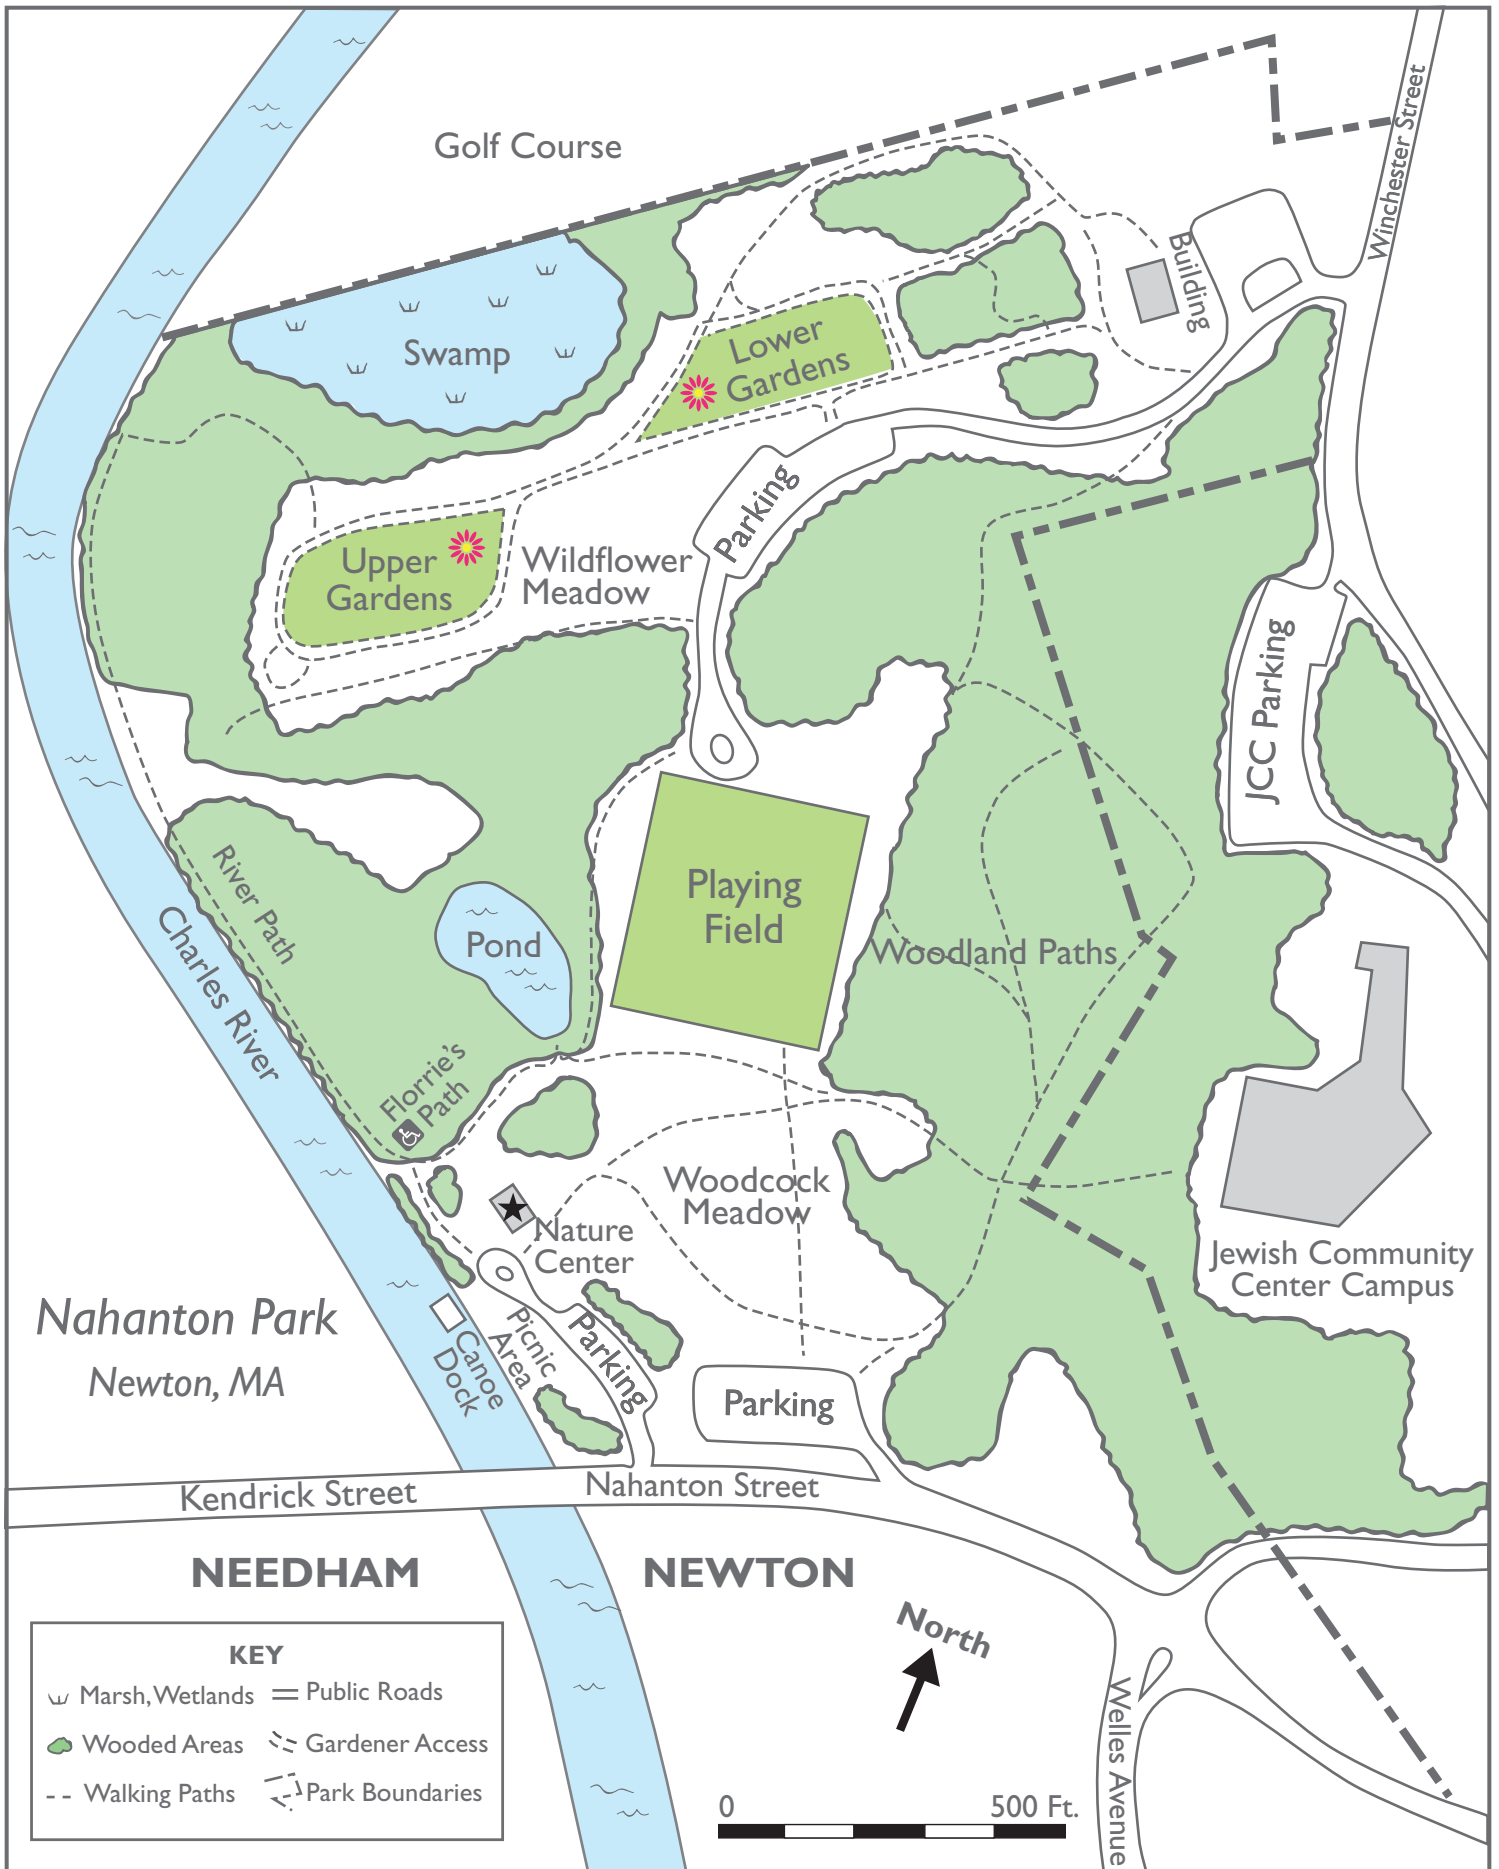 Golf Course
Winchester Street
Building
Swamp
Lower
Gardens
Parking
Upper
Gardens
Wildflower
Meadow
JCC Parking
River Path
Charles River
Pond
Playing
Field
Woodland Paths
Florrie's
Path
Woodcock
Meadow
Nature
Center
Jewish Community
Center Campus
Nahanton Park
Newton, MA
Canoe
Dock
Picnic
Area
Parking
Parking
Kendrick Street
Nahanton Street
NEEDHAM
NEWTON
North
Welles Avenue
KEY
Marsh, Wetlands
Public Roads
Wooded Areas
Gardener Access
Walking Paths
Park Boundaries
0 500 Ft.